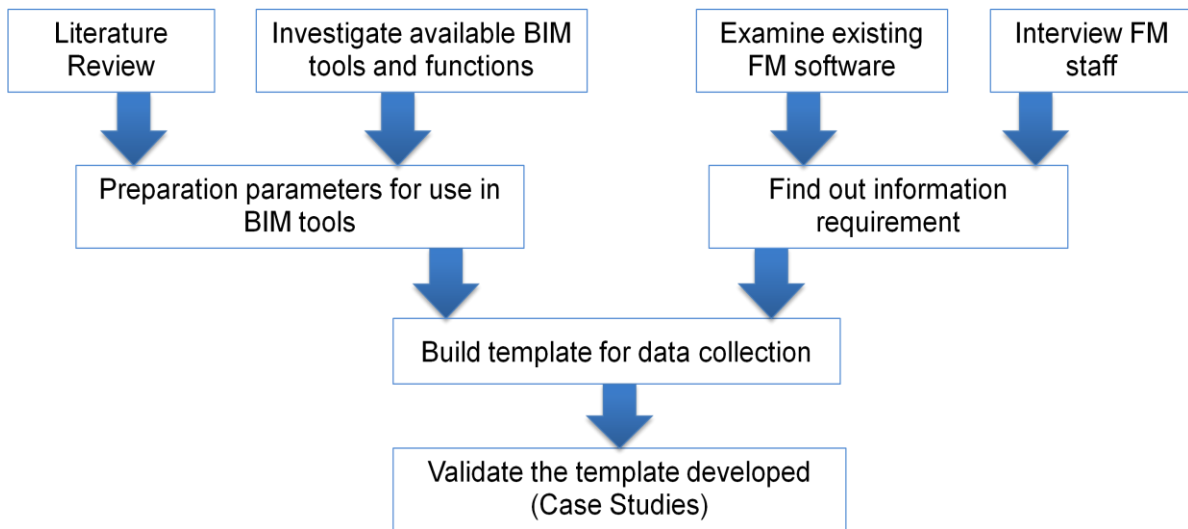 Literature
Review
Investigate available BIM
tools and functions
Examine existing
FM software
Interview FM
staff
Preparation parameters for use in
BIM tools
Find out information
requirement
Build template for data collection
Validate the template developed
(Case Studies)